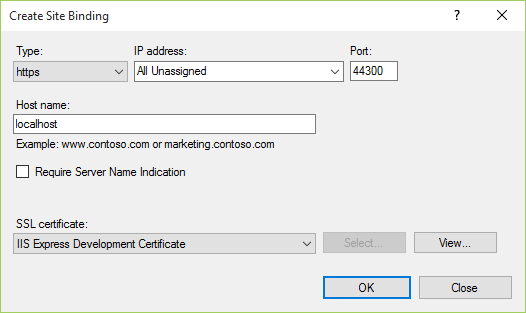 Create Site Binding
?
Type: IP address: Port:
https All Unassigned 44300
Host name:
localhost
Example: www.contoso.com or marketing.contoso.com
Require Server Name Indication
SSL certificate:
IIS Express Development Certificate Select... View...
OK Close